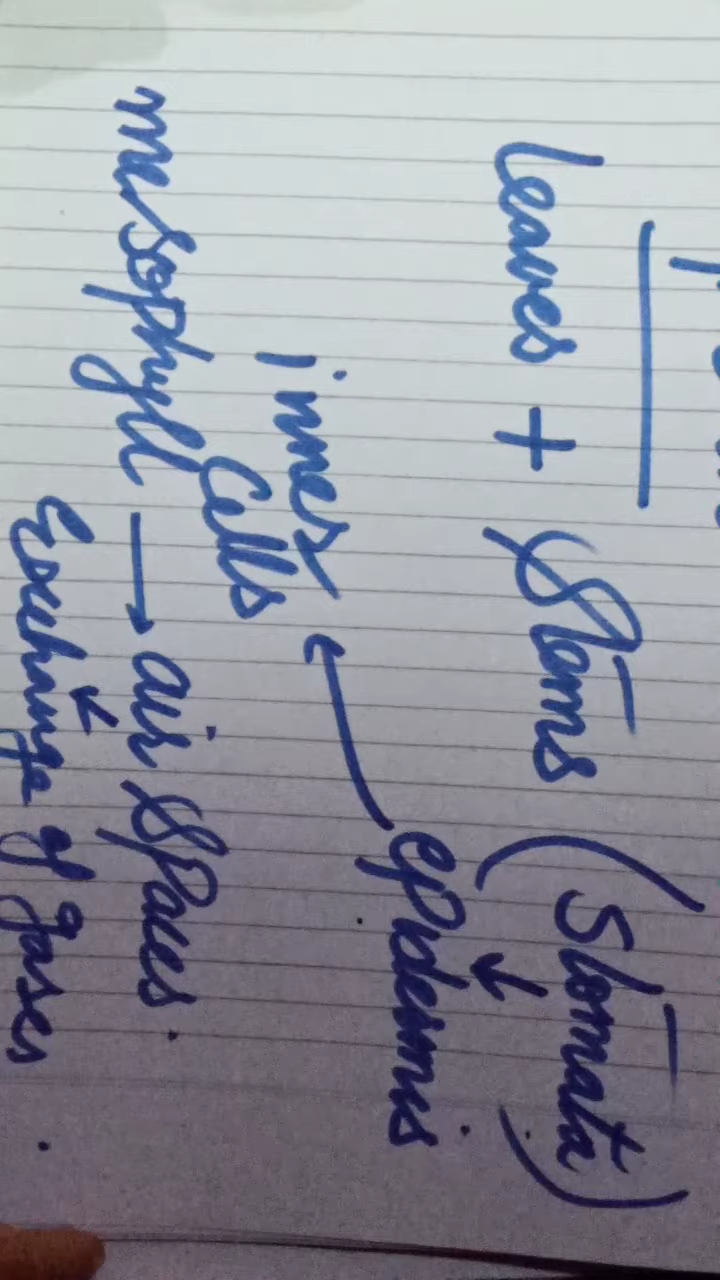 Leaves + Stems (Stomata)
↓
epidermis
inner ←
cells
mesophyll → air spaces.
↓
Exchange of gases.